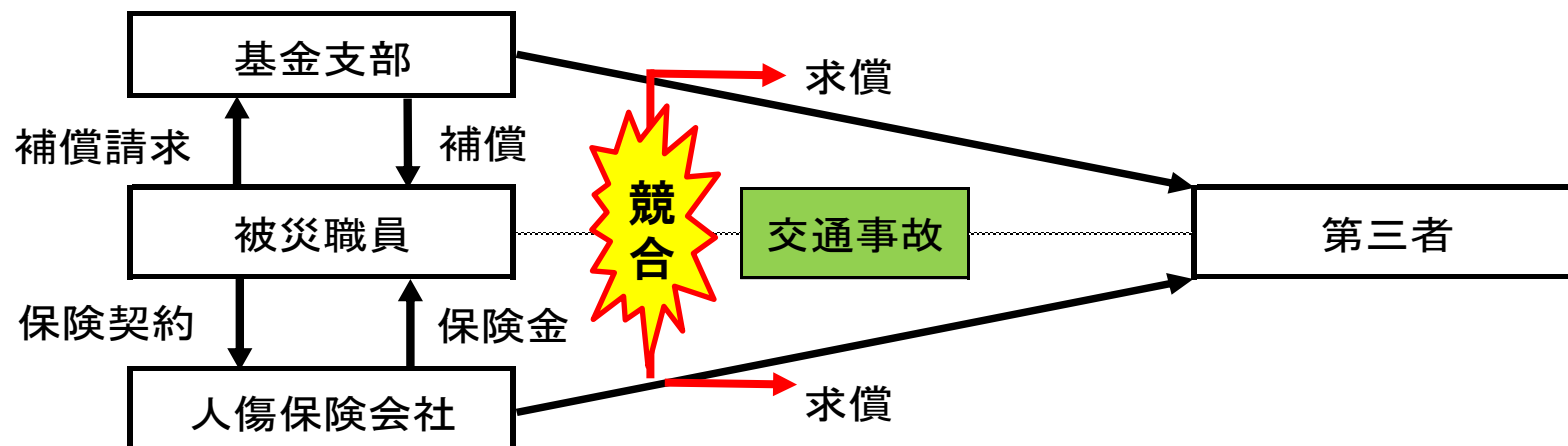 基金支部
求償
補償請求
補償
競合
被災職員
交通事故
第三者
保険契約
保険金
人傷保険会社
求償